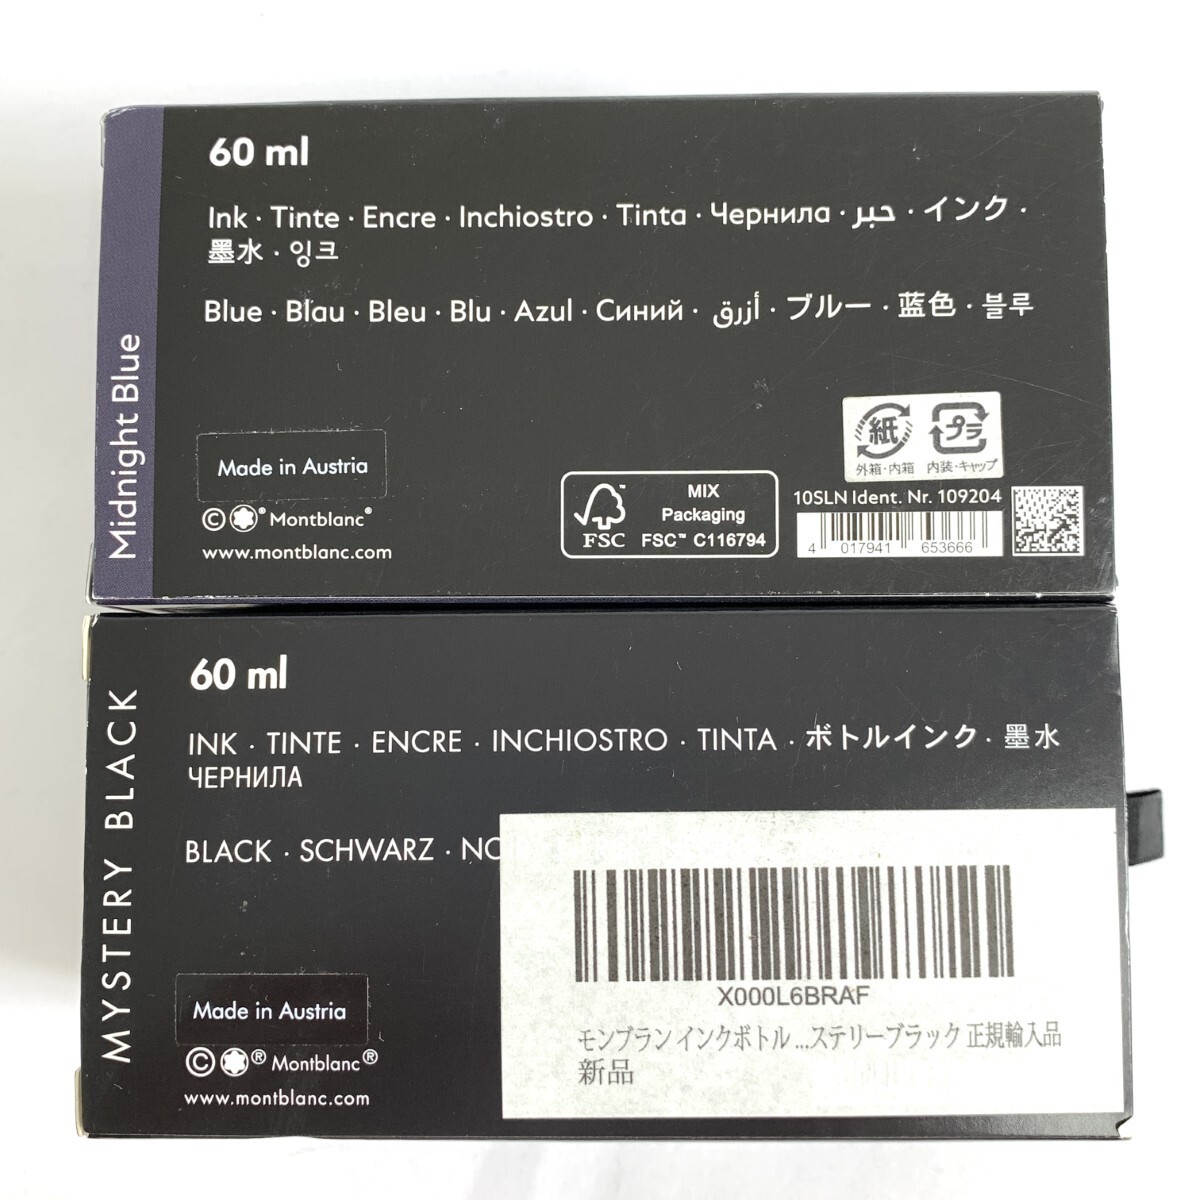 Midnight Blue
60 ml
Ink · Tinte · Encre · Inchiostro · Tinta · Чернила · حبر · インク ·
墨水 · 잉크
Blue · Blau · Bleu · Blu · Azul · Синий · أزرق · ブルー · 蓝色 · 블루
Made in Austria
© ® Montblanc®
www.montblanc.com
FSC™
MIX
Packaging
FSC™ C116794
紙
外箱・内箱
プラ
内装・キャップ
10SLN Ident. Nr. 109204
4 017941 653666
MYSTERY BLACK
60 ml
INK · TINTE · ENCRE · INCHIOSTRO · TINTA · ボトルインク · 墨水
ЧЕРНИЛА
BLACK · SCHWARZ · NO
X000L6BRAF
モンブラン インクボトル ...ステリーブラック 正規輸入品
新品
Made in Austria
© ® Montblanc®
www.montblanc.com